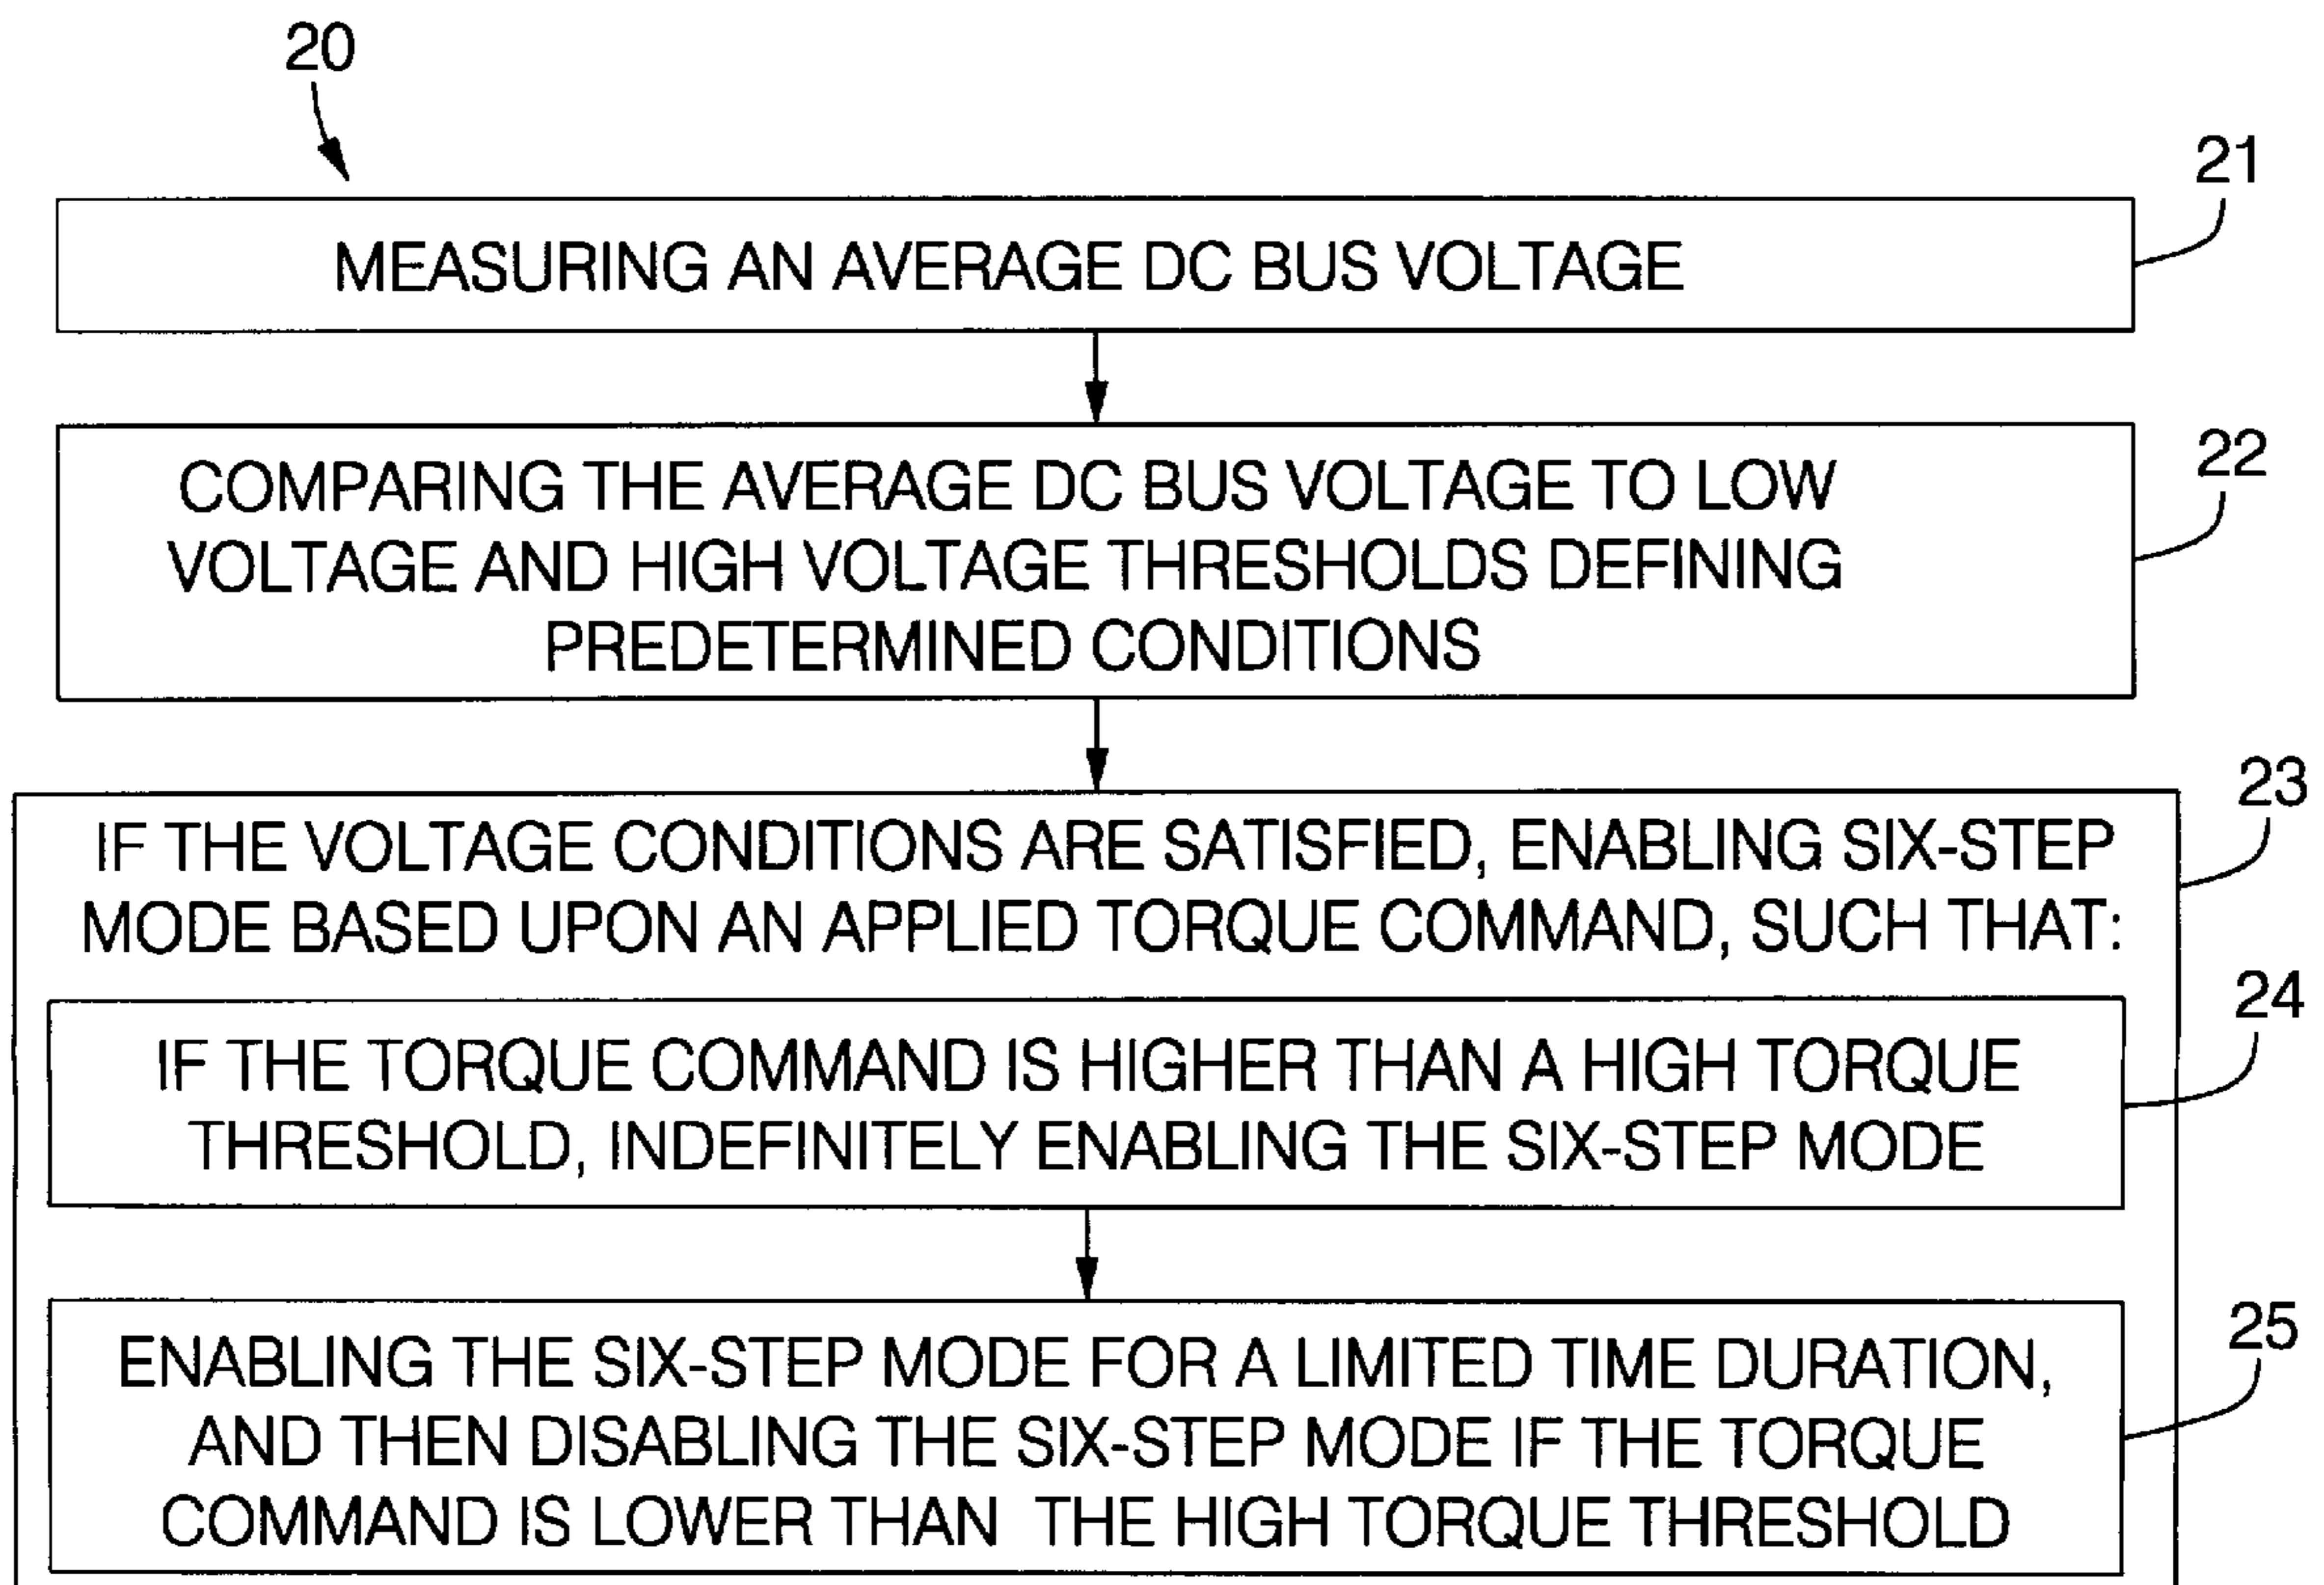 20
21
MEASURING AN AVERAGE DC BUS VOLTAGE
22
COMPARING THE AVERAGE DC BUS VOLTAGE TO LOW
VOLTAGE AND HIGH VOLTAGE THRESHOLDS DEFINING
PREDETERMINED CONDITIONS
23
IF THE VOLTAGE CONDITIONS ARE SATISFIED, ENABLING SIX-STEP
MODE BASED UPON AN APPLIED TORQUE COMMAND, SUCH THAT:
24
IF THE TORQUE COMMAND IS HIGHER THAN A HIGH TORQUE
THRESHOLD, INDEFINITELY ENABLING THE SIX-STEP MODE
25
ENABLING THE SIX-STEP MODE FOR A LIMITED TIME DURATION,
AND THEN DISABLING THE SIX-STEP MODE IF THE TORQUE
COMMAND IS LOWER THAN THE HIGH TORQUE THRESHOLD